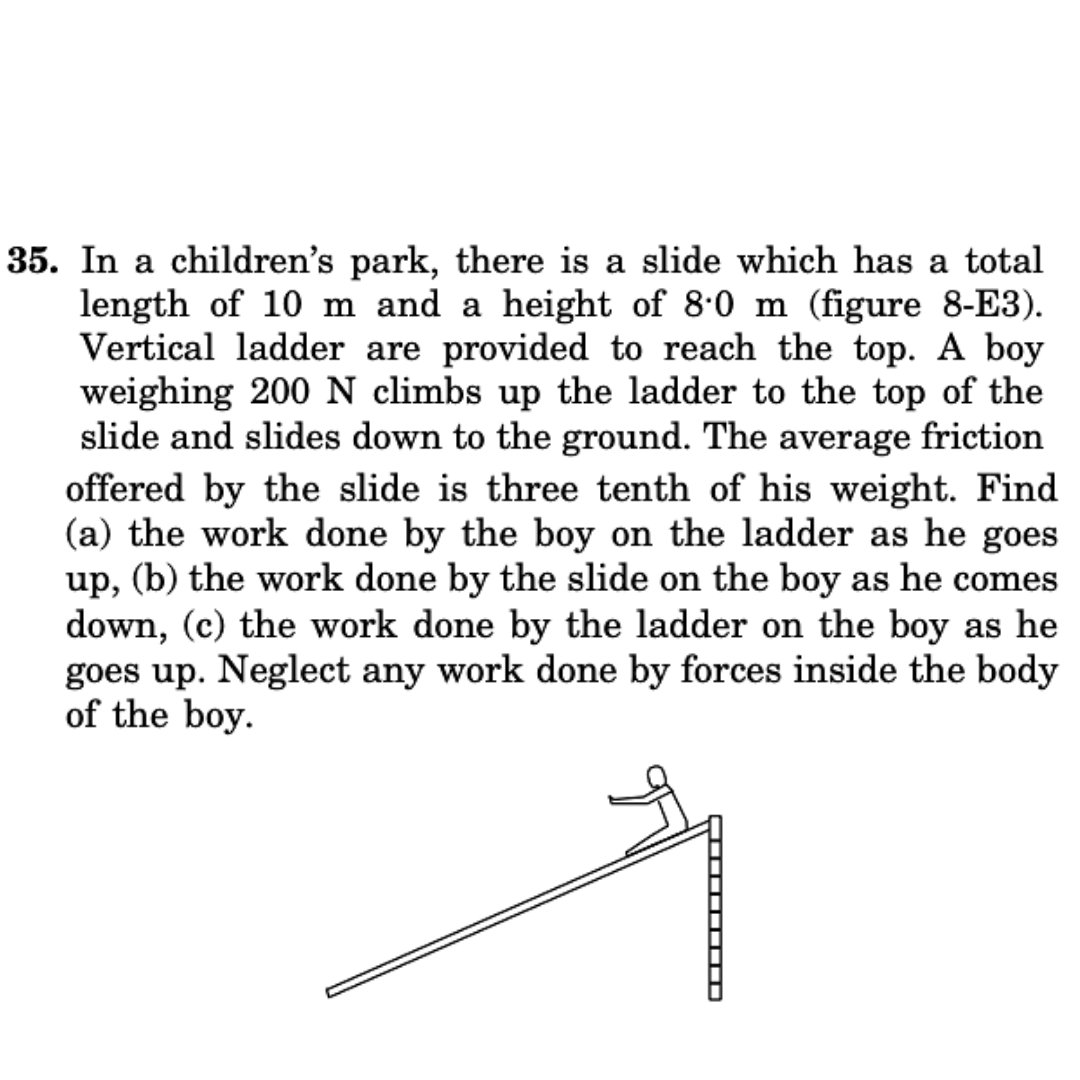 35. In a children's park, there is a slide which has a total
length of 10 m and a height of 8·0 m (figure 8-E3).
Vertical ladder are provided to reach the top. A boy
weighing 200 N climbs up the ladder to the top of the
slide and slides down to the ground. The average friction
offered by the slide is three tenth of his weight. Find
(a) the work done by the boy on the ladder as he goes
up, (b) the work done by the slide on the boy as he comes
down, (c) the work done by the ladder on the boy as he
goes up. Neglect any work done by forces inside the body
of the boy.